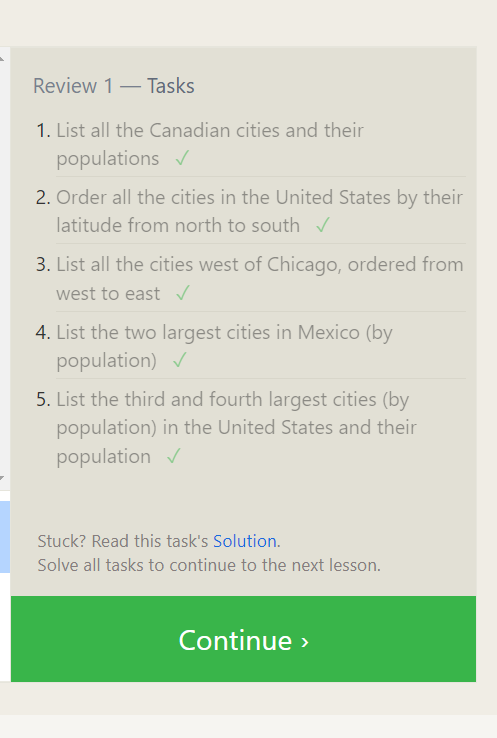 Review 1 — Tasks
1. List all the Canadian cities and their
populations ✓
2. Order all the cities in the United States by their
latitude from north to south ✓
3. List all the cities west of Chicago, ordered from
west to east ✓
4. List the two largest cities in Mexico (by
population) ✓
5. List the third and fourth largest cities (by
population) in the United States and their
population ✓
Stuck? Read this task's Solution.
Solve all tasks to continue to the next lesson.
Continue ›